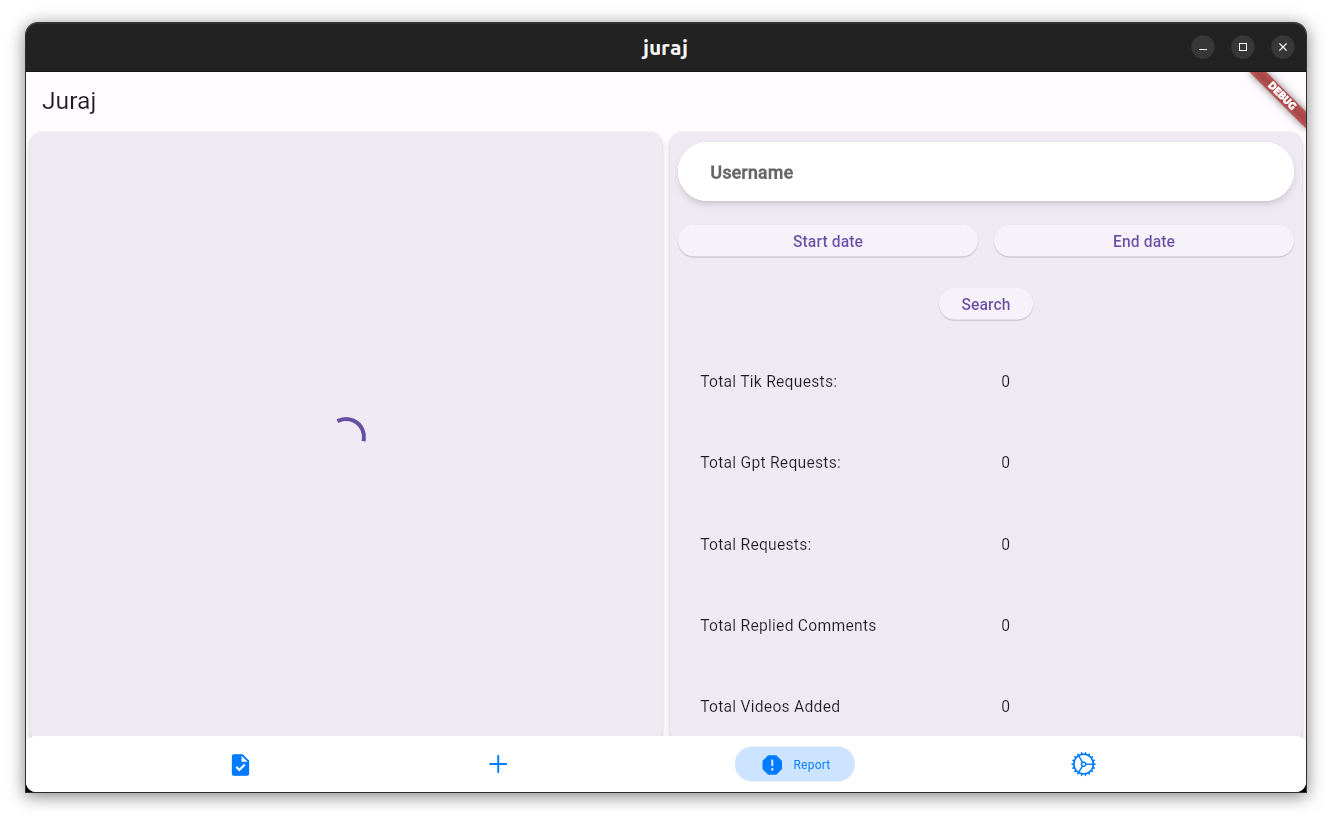 juraj
Juraj
DEBUG
Username
Start date
End date
Search
Total Tik Requests:
0
Total Gpt Requests:
0
Total Requests:
0
Total Replied Comments
0
Total Videos Added
0
Report